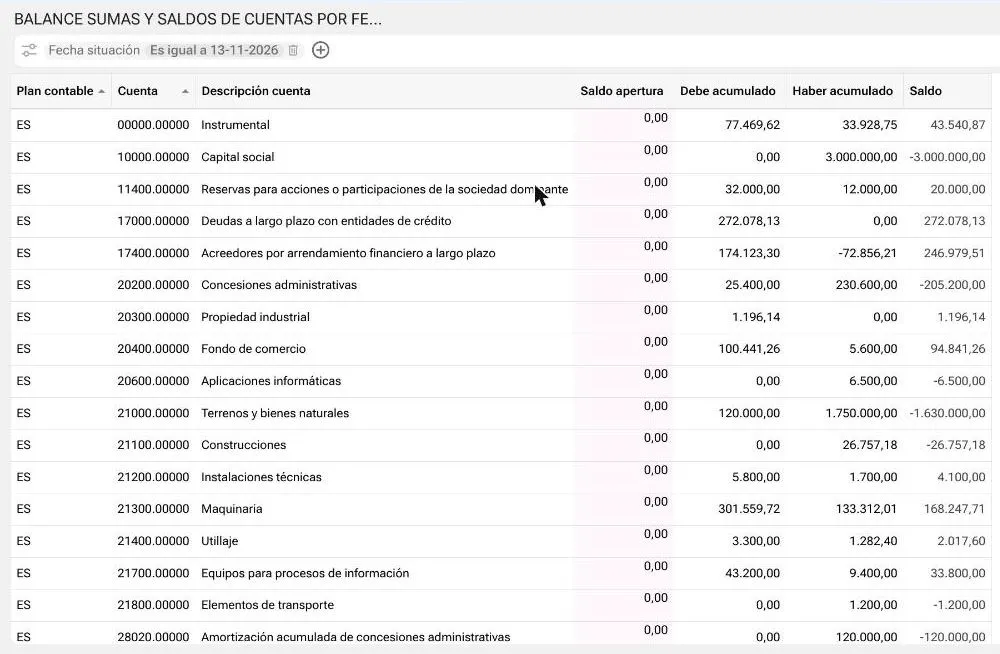 BALANCE SUMAS Y SALDOS DE CUENTAS POR FE...
Fecha situación Es igual a 13-11-2026
Plan contable Cuenta Descripción cuenta Saldo apertura Debe acumulado Haber acumulado Saldo
ES 00000.00000 Instrumental 0,00 77.469,62 33.928,75 43.540,87
ES 10000.00000 Capital social 0,00 0,00 3.000.000,00 -3.000.000,00
ES 11400.00000 Reservas para acciones o participaciones de la sociedad dominante 0,00 32.000,00 12.000,00 20.000,00
ES 17000.00000 Deudas a largo plazo con entidades de crédito 0,00 272.078,13 0,00 272.078,13
ES 17400.00000 Acreedores por arrendamiento financiero a largo plazo 0,00 174.123,30 -72.856,21 246.979,51
ES 20200.00000 Concesiones administrativas 0,00 25.400,00 230.600,00 -205.200,00
ES 20300.00000 Propiedad industrial 0,00 1.196,14 0,00 1.196,14
ES 20400.00000 Fondo de comercio 0,00 100.441,26 5.600,00 94.841,26
ES 20600.00000 Aplicaciones informáticas 0,00 0,00 6.500,00 -6.500,00
ES 21000.00000 Terrenos y bienes naturales 0,00 120.000,00 1.750.000,00 -1.630.000,00
ES 21100.00000 Construcciones 0,00 0,00 26.757,18 -26.757,18
ES 21200.00000 Instalaciones técnicas 0,00 5.800,00 1.700,00 4.100,00
ES 21300.00000 Maquinaria 0,00 301.559,72 133.312,01 168.247,71
ES 21400.00000 Utillaje 0,00 3.300,00 1.282,40 2.017,60
ES 21700.00000 Equipos para procesos de información 0,00 43.200,00 9.400,00 33.800,00
ES 21800.00000 Elementos de transporte 0,00 0,00 1.200,00 -1.200,00
ES 28020.00000 Amortización acumulada de concesiones administrativas 0,00 0,00 120.000,00 -120.000,00